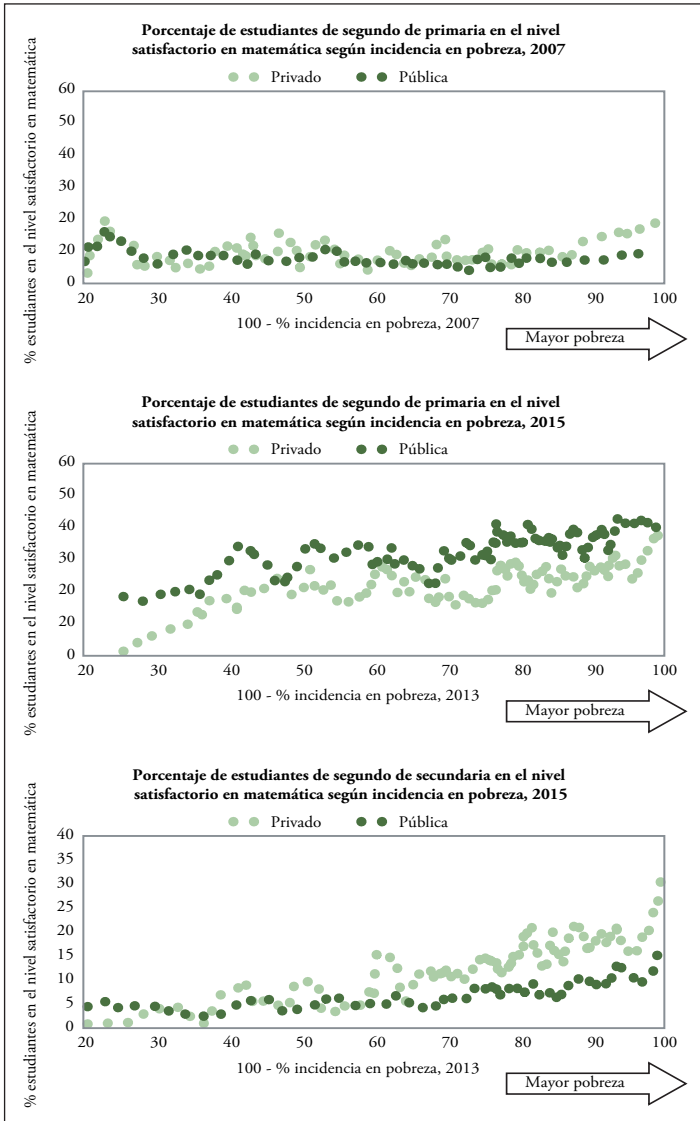 Porcentaje de estudiantes de segundo de primaria en el nivel
satisfactorio en matemática según incidencia en pobreza, 2007
Privado Pública
% estudiantes en el nivel satisfactorio en matemática
60
50
40
30
20
20
0
20 30 40 50 60 70 80 90 100
100 - % incidencia en pobreza, 2007
Mayor pobreza
Porcentaje de estudiantes de segundo de primaria en el nivel
satisfactorio en matemática según incidencia en pobreza, 2015
Privado Pública
% estudiantes en el nivel satisfactorio en matemática
60
50
40
30
20
20
0
20 30 40 50 60 70 80 90 100
100 - % incidencia en pobreza, 2013
Mayor pobreza
Porcentaje de estudiantes de segundo de secundaria en el nivel
satisfactorio en matemática según incidencia en pobreza, 2015
Privado Pública
% estudiantes en el nivel satisfactorio en matemática
40
35
30
20
15
10
5
0
20 30 40 50 60 70 80 90 100
100 - % incidencia en pobreza, 2013
Mayor pobreza